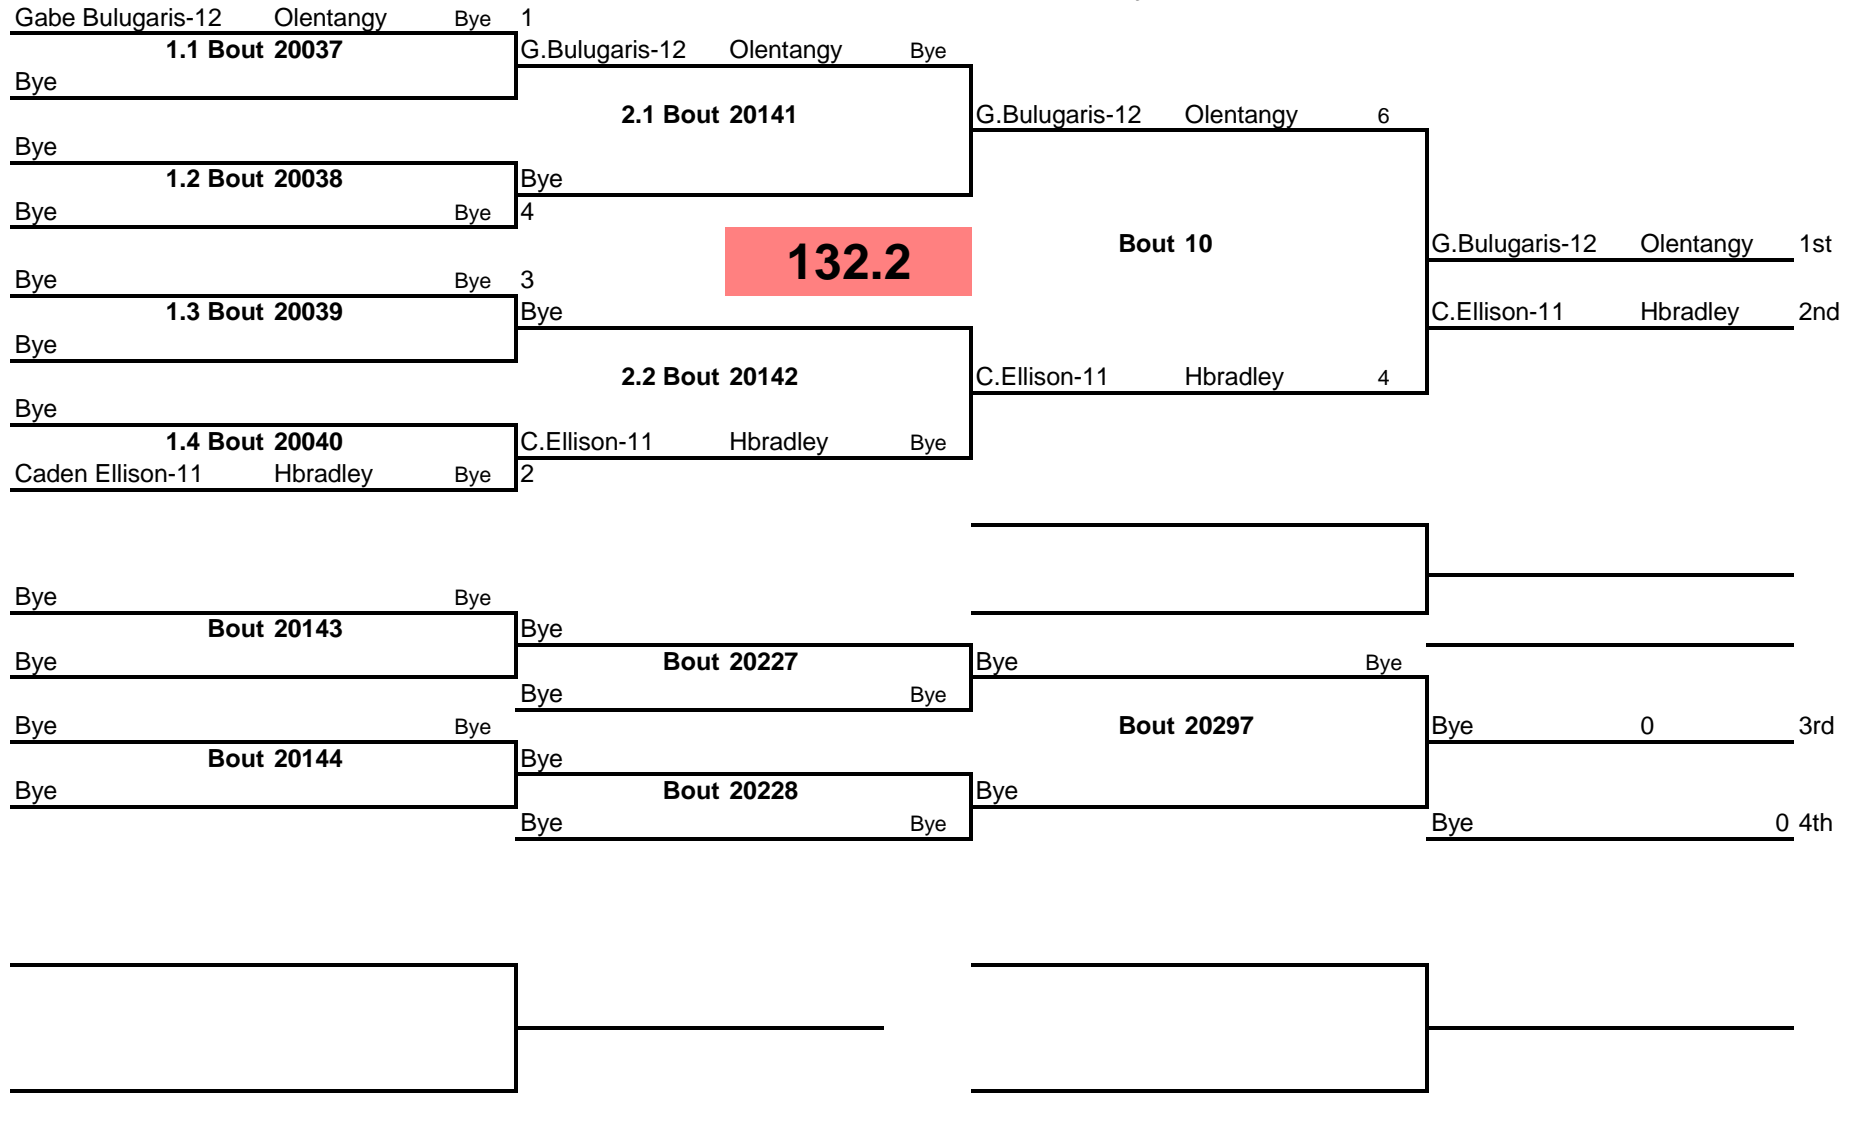 Gabe Bulugaris-12 Olentangy Bye 1
1.1 Bout 20037 G.Bulugaris-12 Olentangy Bye
Bye
2.1 Bout 20141 G.Bulugaris-12 Olentangy 6
Bye
1.2 Bout 20038 Bye
Bye Bye 4
132.2 Bout 10 G.Bulugaris-12 Olentangy 1st
Bye Bye 3
1.3 Bout 20039 Bye C.Ellison-11 Hbradley 2nd
Bye
2.2 Bout 20142 C.Ellison-11 Hbradley 4
Bye
1.4 Bout 20040 C.Ellison-11 Hbradley Bye
Caden Ellison-11 Hbradley Bye 2
Bye Bye
Bout 20143 Bye
Bye Bout 20227 Bye Bye
Bye Bye
Bye Bye Bout 20297 Bye 0 3rd
Bout 20144 Bye
Bye Bout 20228 Bye
Bye Bye Bye 0 4th